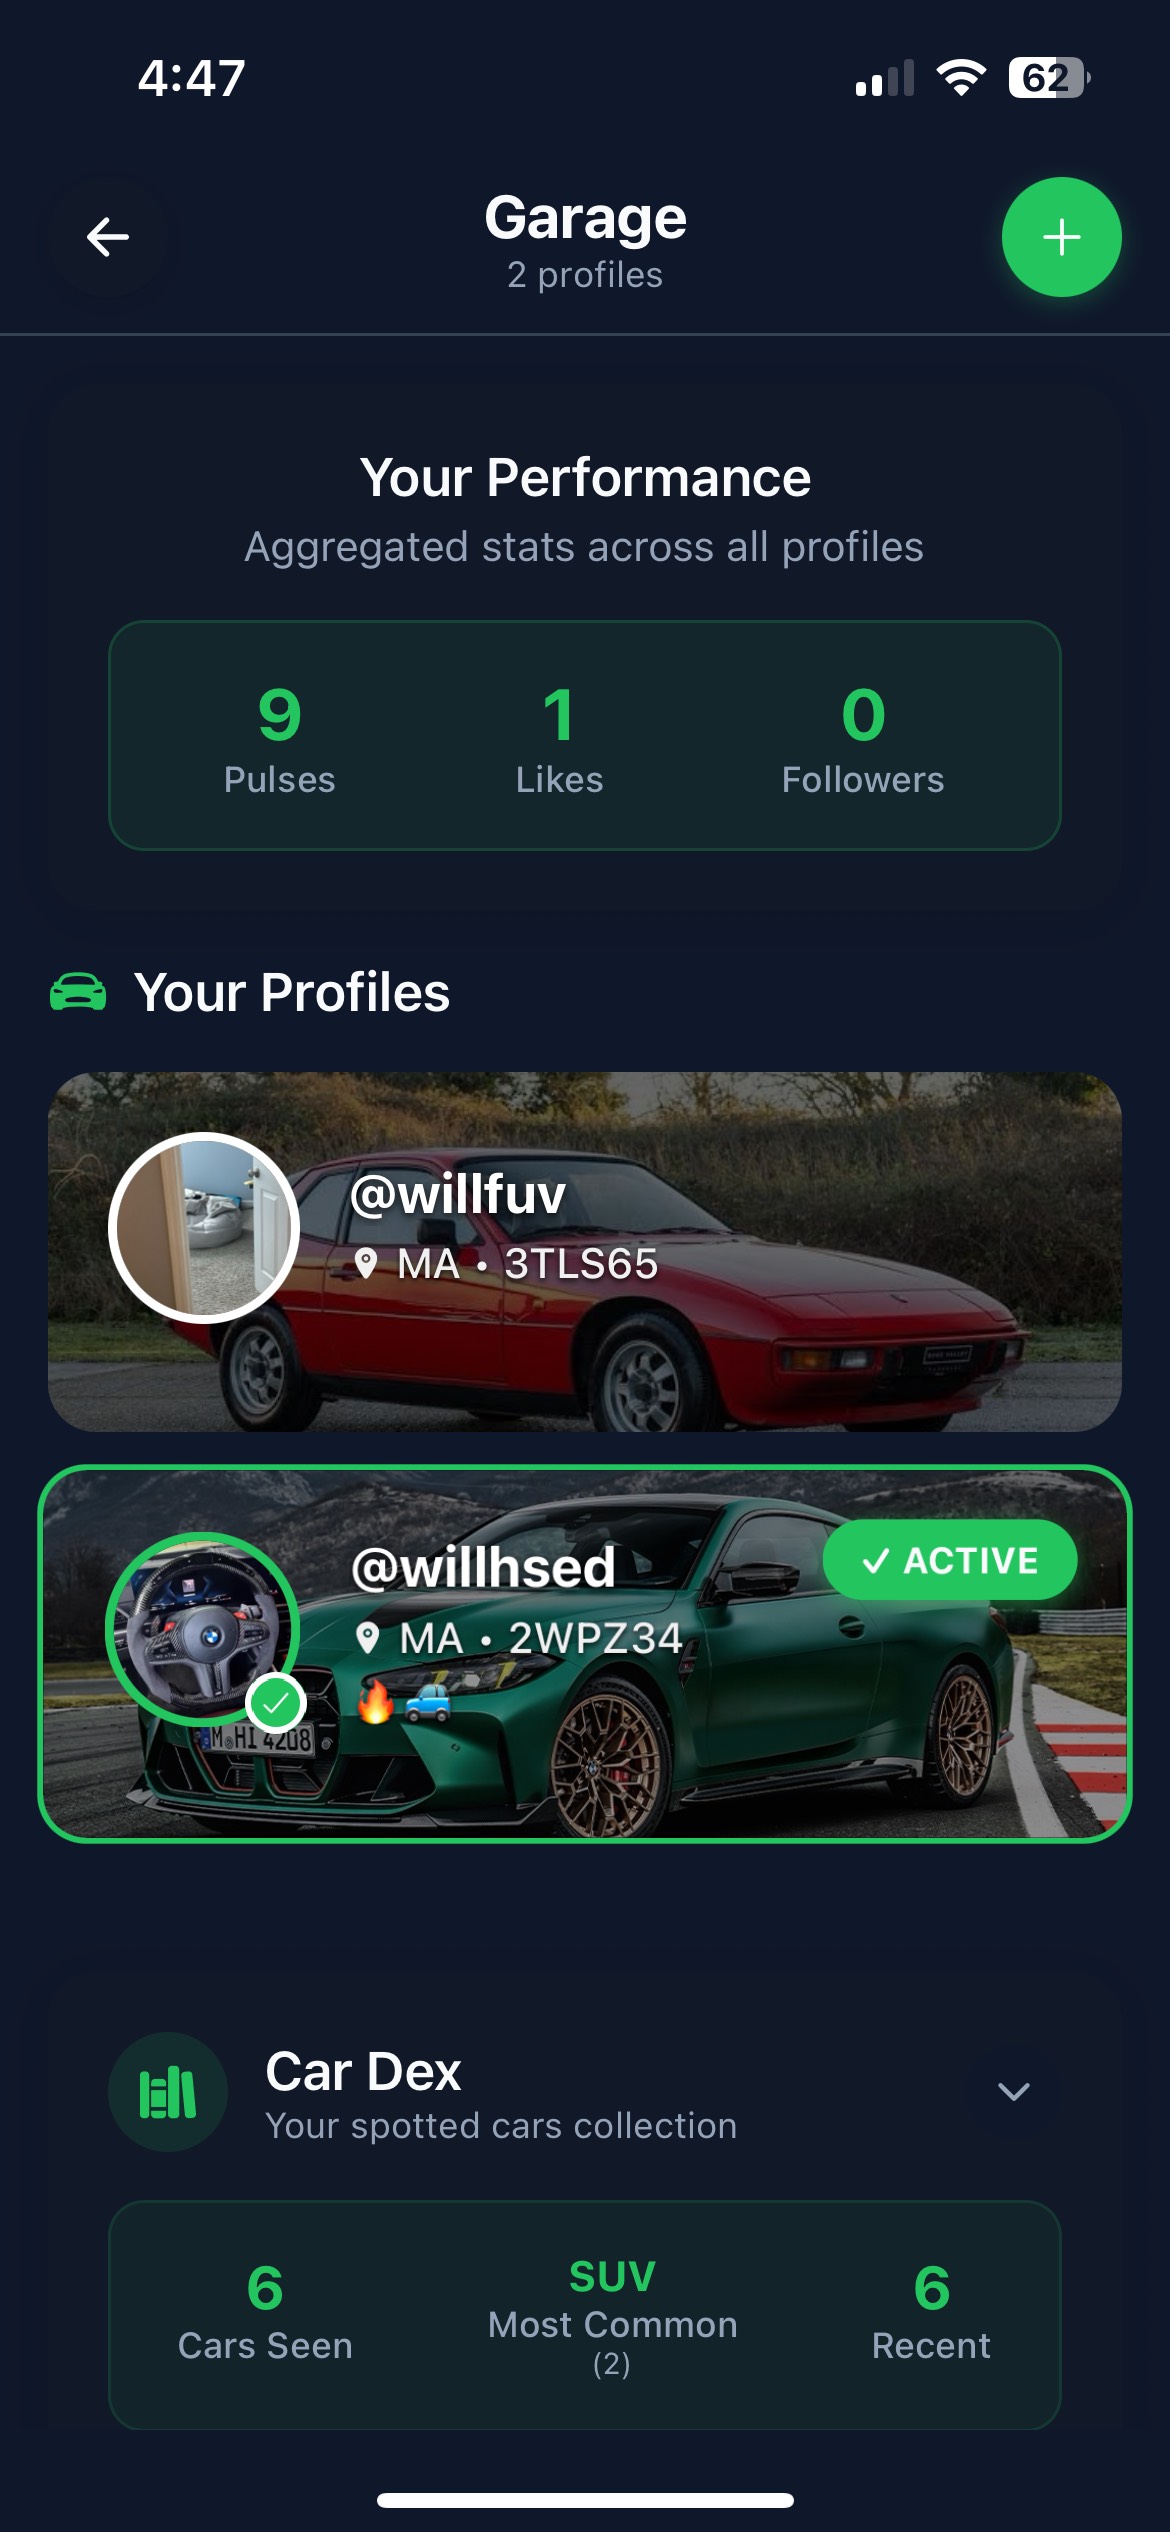 4:47
62
Garage
2 profiles
Your Performance
Aggregated stats across all profiles
9
1
0
Pulses
Likes
Followers
Your Profiles
@willfuv
MA • 3TLS65
@willhsed
ACTIVE
MA • 2WPZ34
🔥🚙
M HI 4208
Car Dex
Your spotted cars collection
6
SUV
6
Cars Seen
Most Common
Recent
(2)